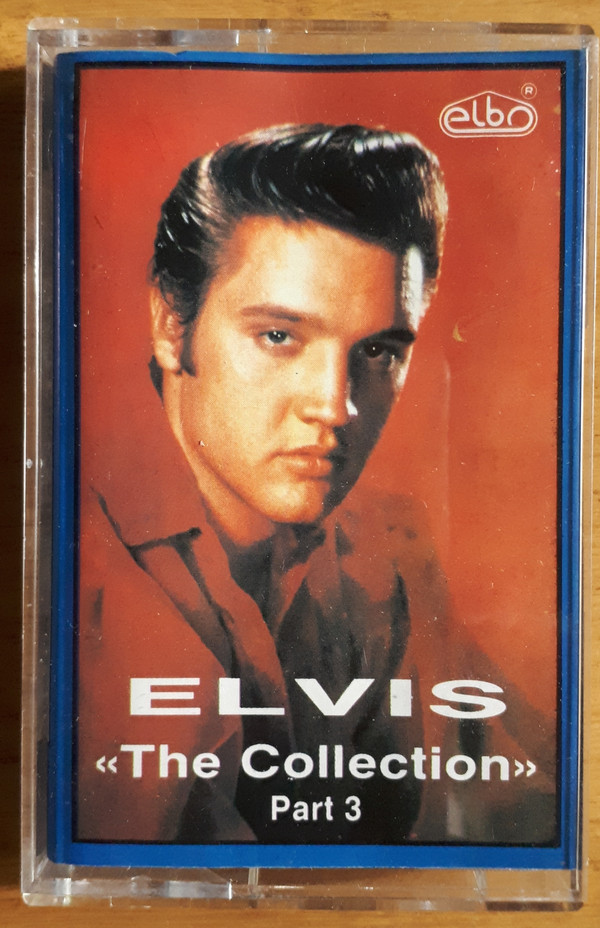 elbo ®
ELVIS
«The Collection»
Part 3